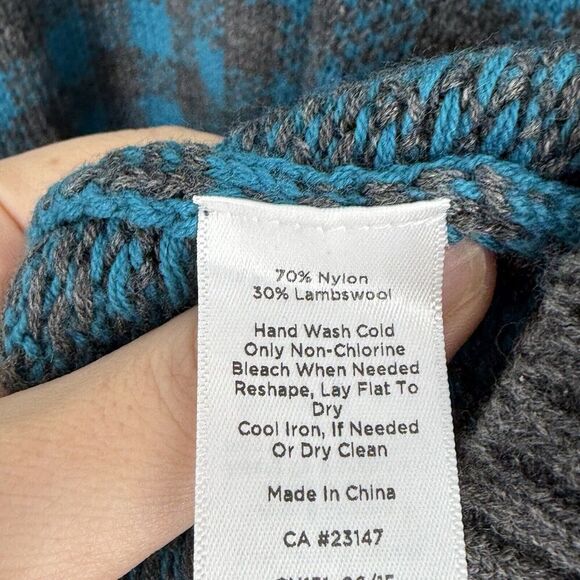 70% Nylon
30% Lambswool
Hand Wash Cold
Only Non-Chlorine
Bleach When Needed
Reshape, Lay Flat To
Dry
Cool Iron, If Needed
Or Dry Clean
Made In China
CA #23147